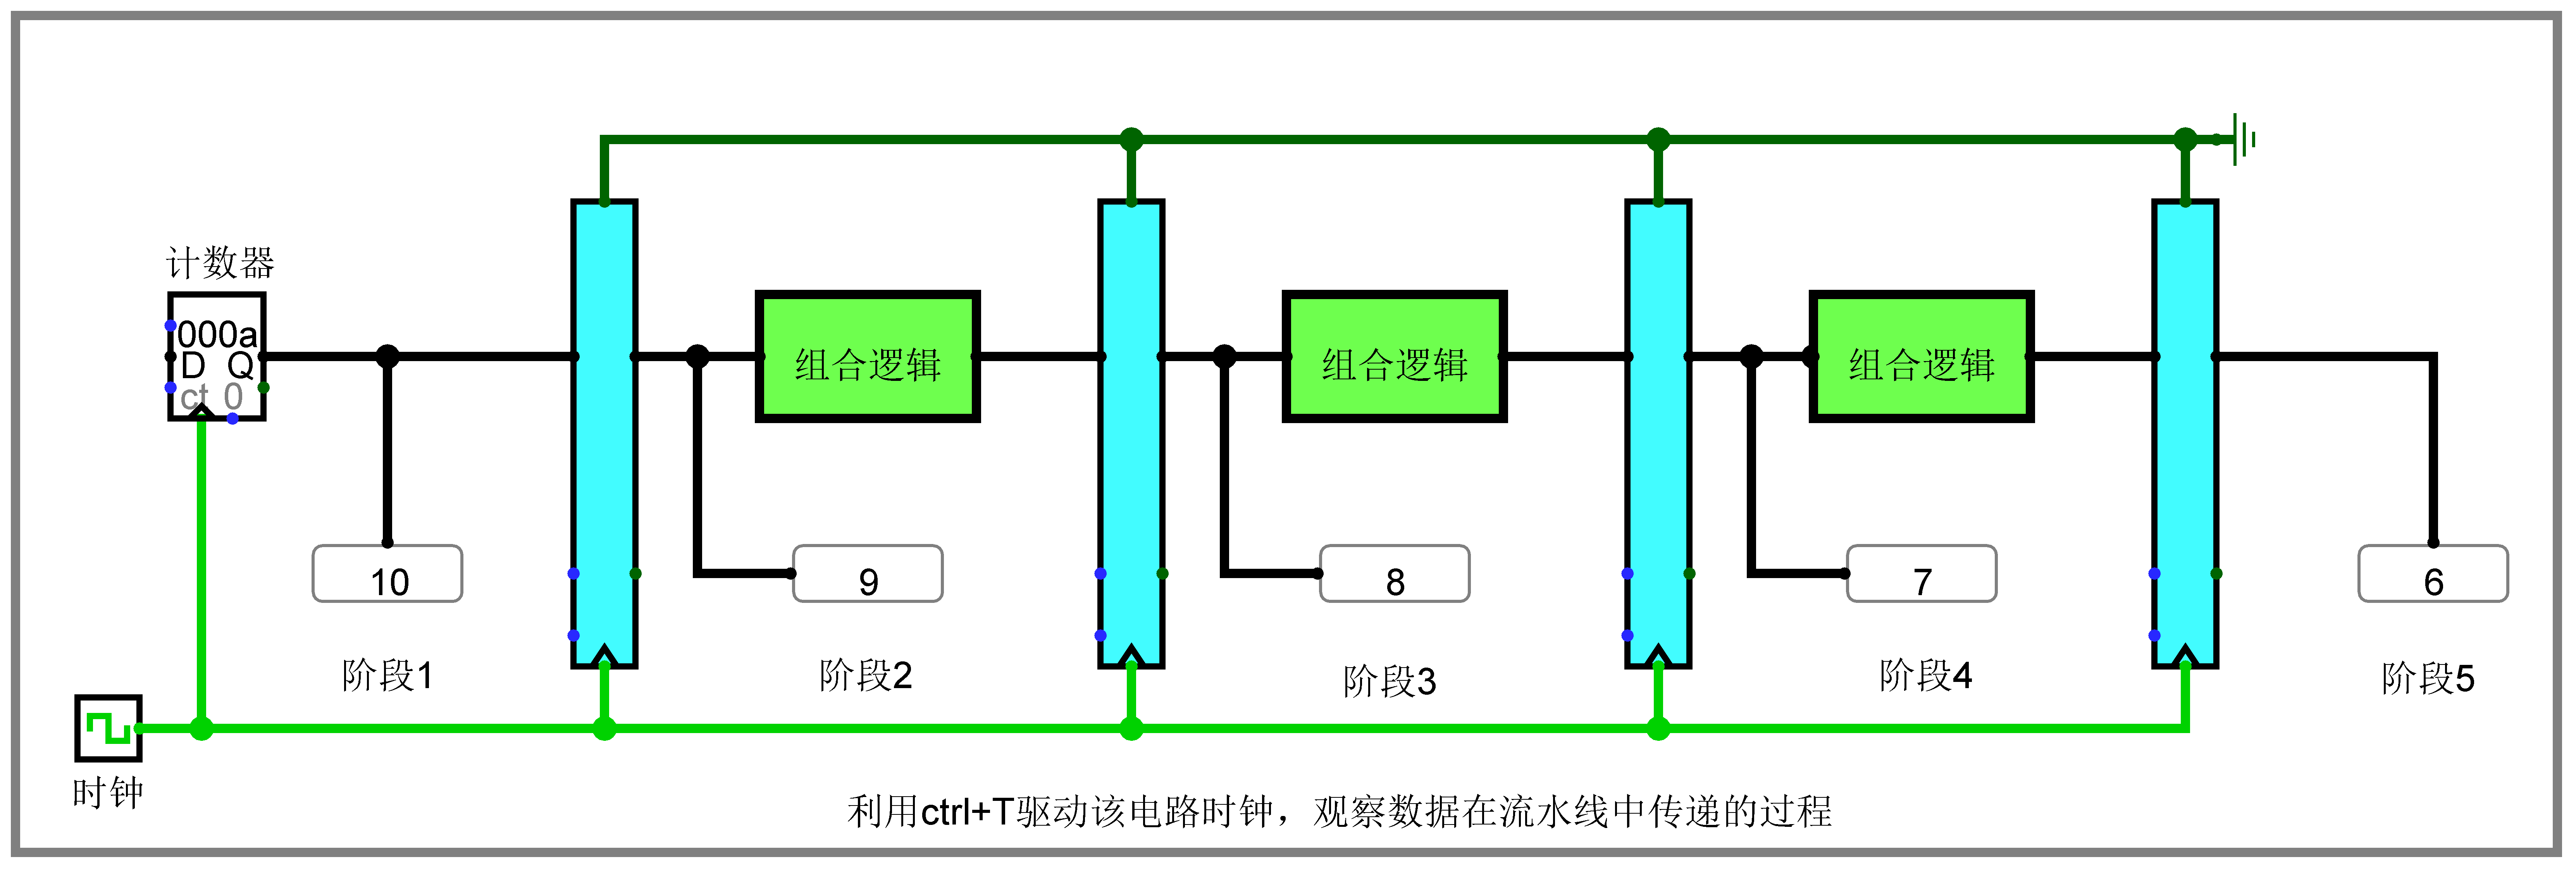 计数器
000a
D Q
ct 0
组合逻辑
组合逻辑
组合逻辑
10
9
8
7
6
阶段1
阶段2
阶段3
阶段4
阶段5
时钟
利用ctrl+T驱动该电路时钟，观察数据在流水线中传递的过程